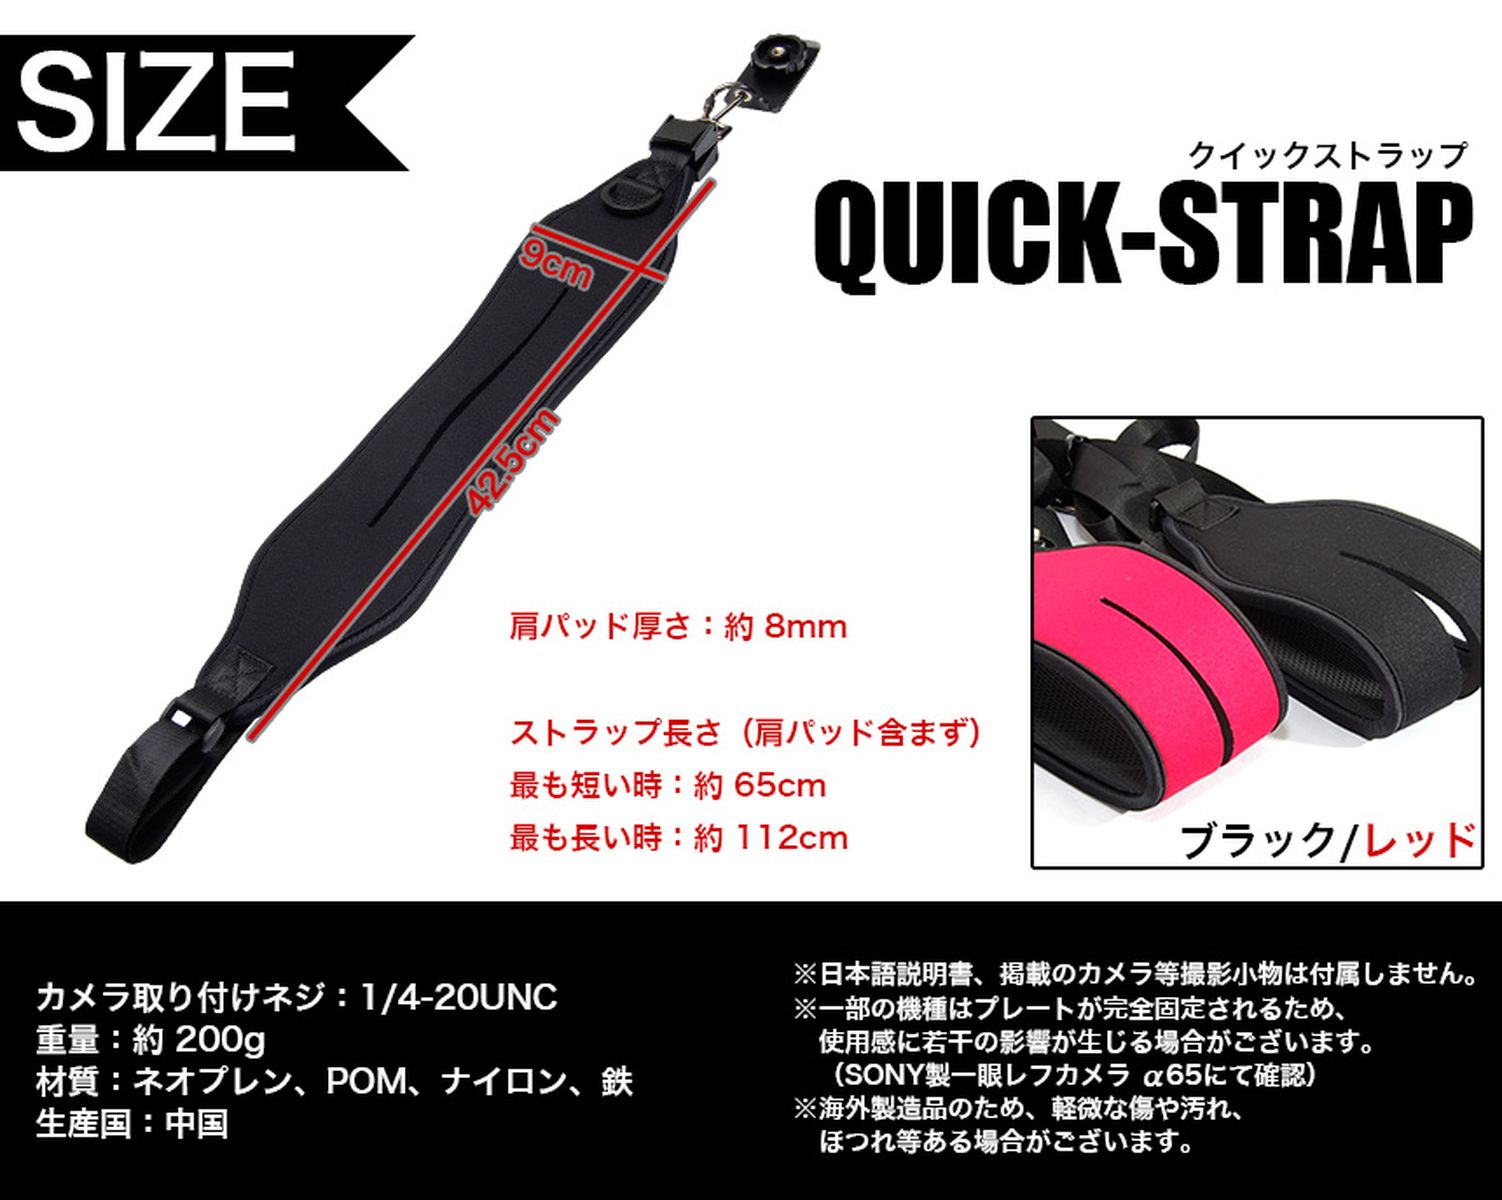 SIZE
クイックストラップ
QUICK-STRAP
9cm
42.5cm
肩パッド厚さ：約 8mm
ストラップ長さ（肩パッド含まず）
最も短い時：約 65cm
最も長い時：約 112cm
ブラック/レッド
カメラ取り付けネジ：1/4-20UNC
重量：約 200g
材質：ネオプレン、POM、ナイロン、鉄
生産国：中国
※日本語説明書、掲載のカメラ等撮影小物は付属しません。
※一部の機種はプレートが完全固定されるため、
使用感に若干の影響が生じる場合がございます。
（SONY製一眼レフカメラ α65にて確認）
※海外製造品のため、軽微な傷や汚れ、
ほつれ等ある場合がございます。